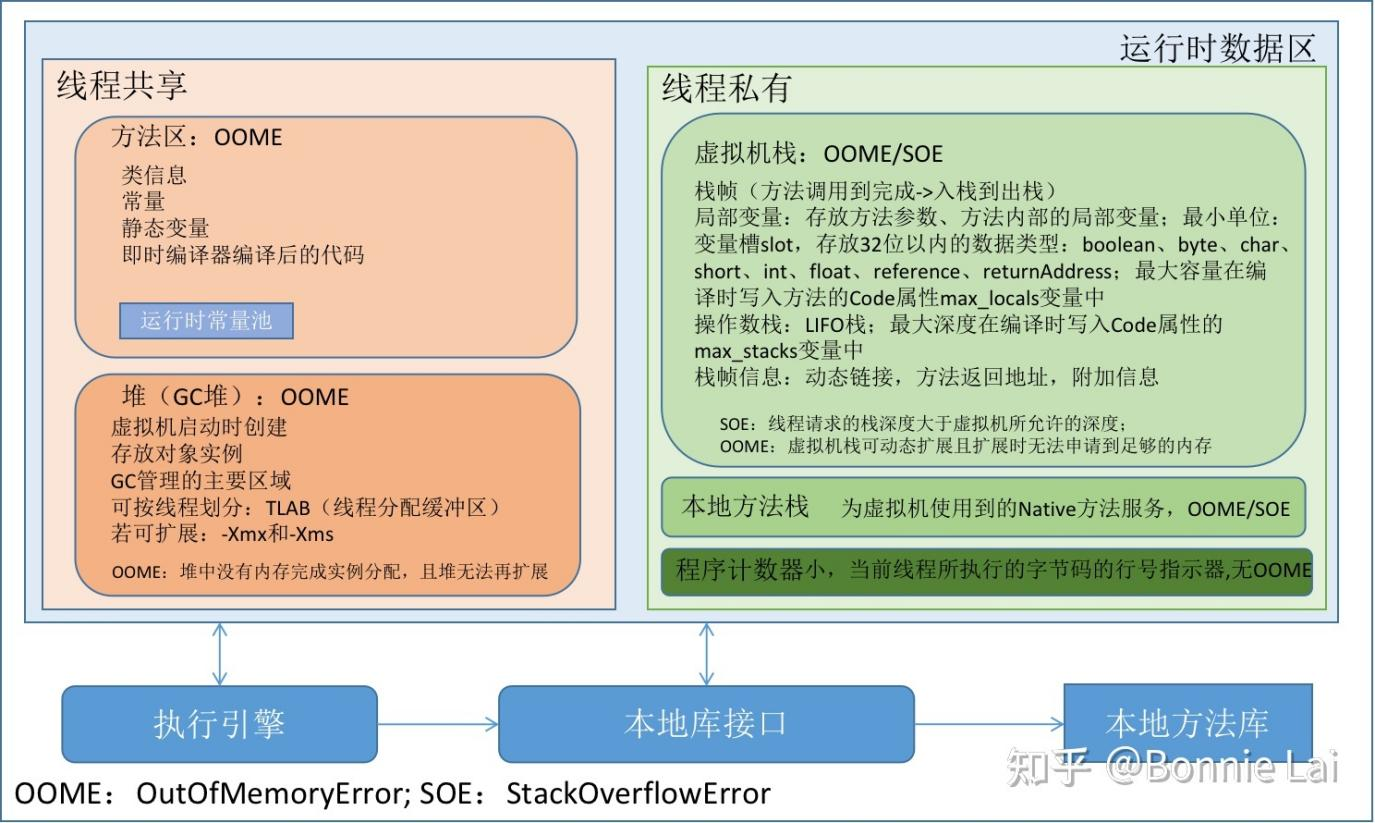 运行时数据区
线程共享
方法区：OOME
类信息
常量
静态变量
即时编译器编译后的代码
运行时常量池
堆（GC堆）：OOME
虚拟机启动时创建
存放对象实例
GC管理的主要区域
可按线程划分：TLAB（线程分配缓冲区）
若可扩展：-Xmx和-Xms
OOME：堆中没有内存完成实例分配，且堆无法再扩展
线程私有
虚拟机栈：OOME/SOE
栈帧（方法调用到完成->入栈到出栈）
局部变量：存放方法参数、方法内部的局部变量；最小单位：
变量槽slot，存放32位以内的数据类型：boolean、byte、char、
short、int、float、reference、returnAddress；最大容量在编
译时写入方法的Code属性max_locals变量中
操作数栈：LIFO栈；最大深度在编译时写入Code属性的
max_stacks变量中
栈帧信息：动态链接，方法返回地址，附加信息
SOE：线程请求的栈深度大于虚拟机所允许的深度；
OOME：虚拟机栈可动态扩展且扩展时无法申请到足够的内存
本地方法栈 为虚拟机使用到的Native方法服务，OOME/SOE
程序计数器小，当前线程所执行的字节码的行号指示器,无OOME
执行引擎
本地库接口
本地方法库
知乎 @Bonnie Lai
OOME：OutOfMemoryError; SOE：StackOverflowError